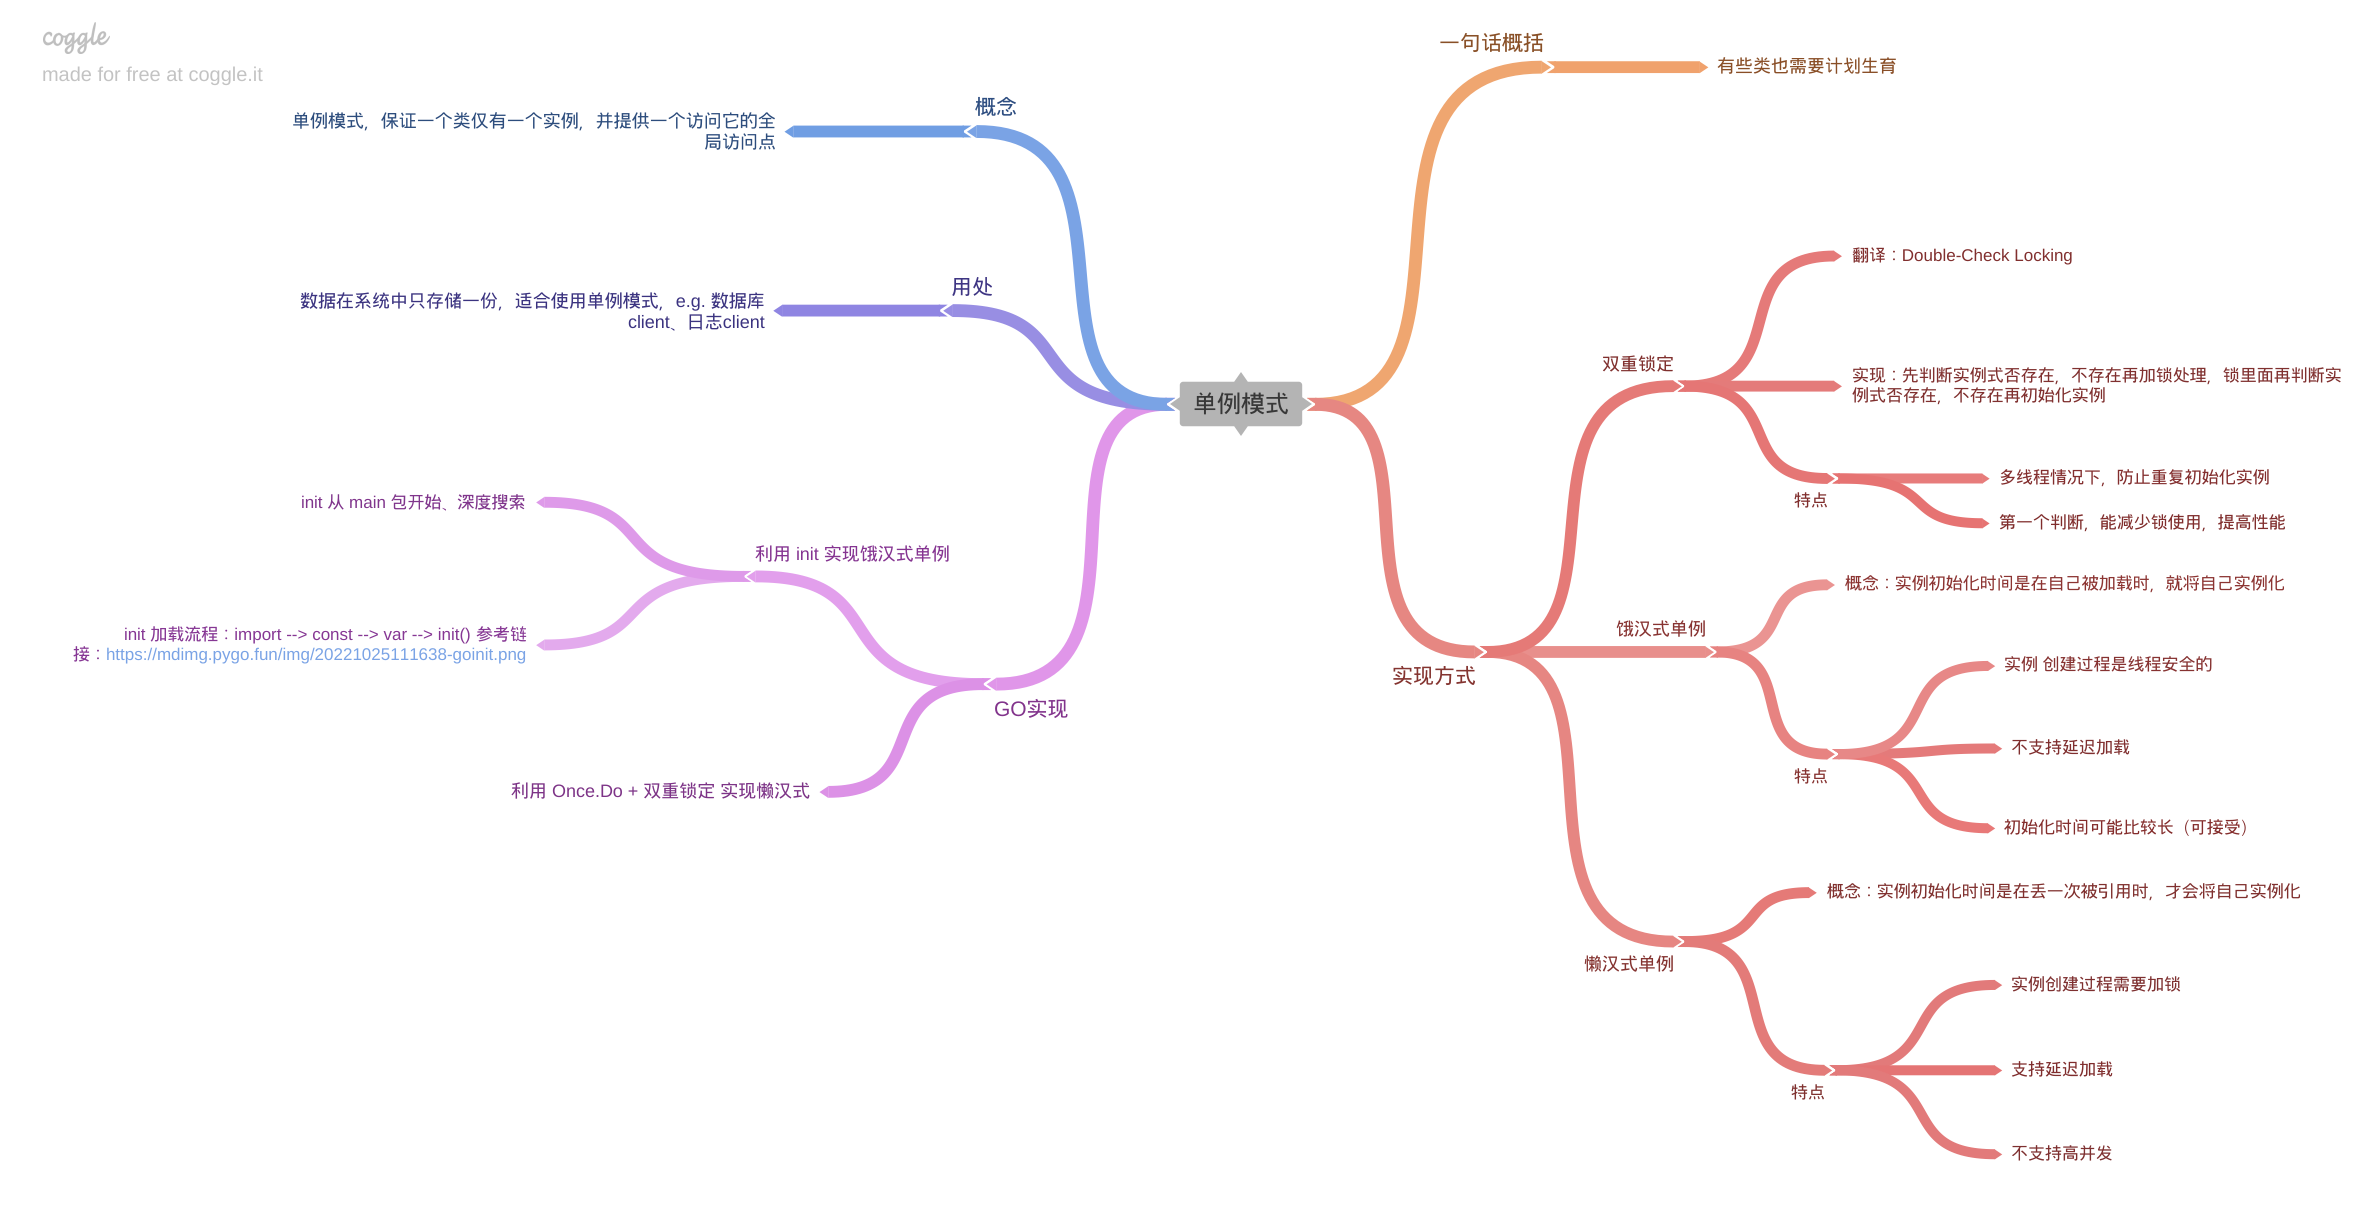 coggle
made for free at coggle.it
单例模式
概念
单例模式，保证一个类仅有一个实例，并提供一个访问它的全
局访问点
用处
数据在系统中只存储一份，适合使用单例模式，e.g. 数据库
client、日志client
GO实现
利用 init 实现饿汉式单例
init 从 main 包开始、深度搜索
init 加载流程：import --> const --> var --> init() 参考链
接：https://mdimg.pygo.fun/img/20221025111638-goinit.png
利用 Once.Do + 双重锁定 实现懒汉式
一句话概括
有些类也需要计划生育
实现方式
双重锁定
翻译：Double-Check Locking
实现：先判断实例式否存在，不存在再加锁处理，锁里面再判断实
例式否存在，不存在再初始化实例
特点
多线程情况下，防止重复初始化实例
第一个判断，能减少锁使用，提高性能
饿汉式单例
概念：实例初始化时间是在自己被加载时，就将自己实例化
特点
实例 创建过程是线程安全的
不支持延迟加载
初始化时间可能比较长（可接受）
懒汉式单例
概念：实例初始化时间是在丢一次被引用时，才会将自己实例化
特点
实例创建过程需要加锁
支持延迟加载
不支持高并发